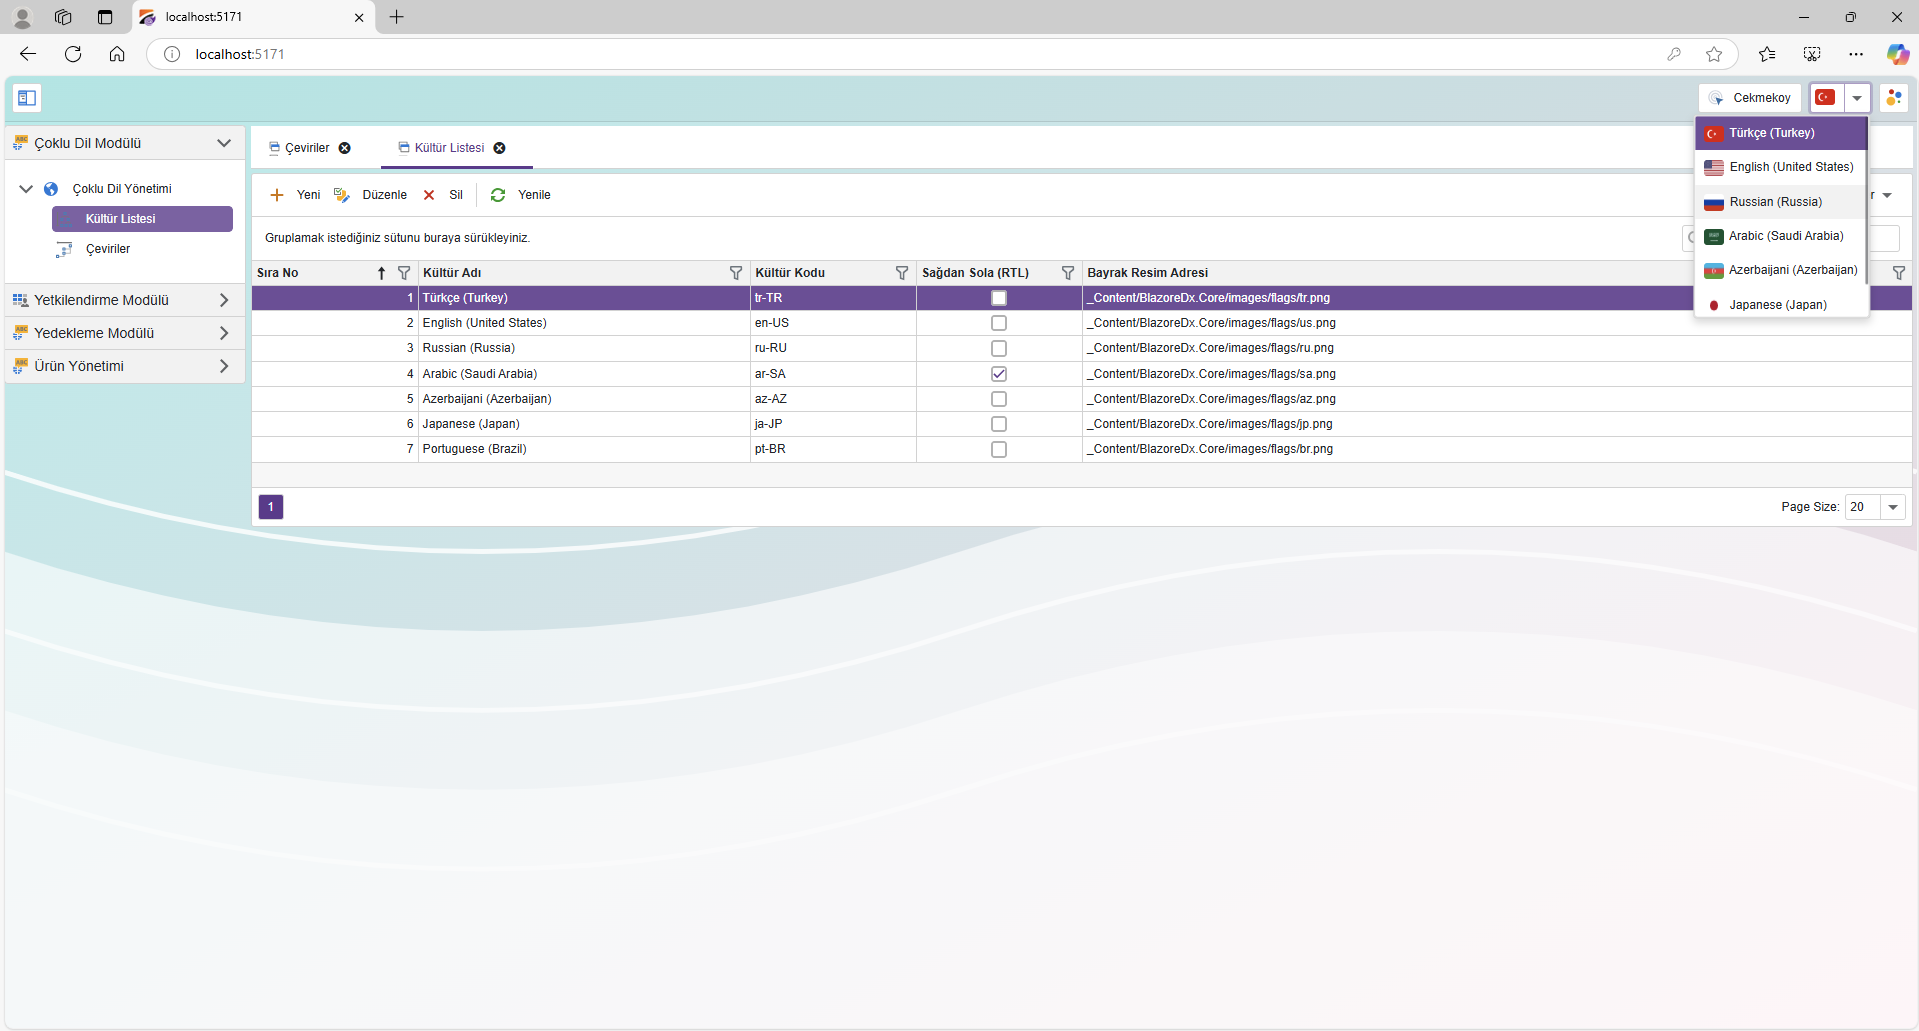 localhost:5171
localhost:5171
Cekmekoy
Çoklu Dil Modülü
Çoklu Dil Yönetimi
Kültür Listesi
Çeviriler
Yetkilendirme Modülü
Yedekleme Modülü
Ürün Yönetimi
Çeviriler Kültür Listesi
Yeni Düzenle Sil Yenile r
Gruplamak istediğiniz sütunu buraya sürükleyiniz.
Sıra No Kültür Adı Kültür Kodu Sağdan Sola (RTL) Bayrak Resim Adresi
1 Türkçe (Turkey) tr-TR _Content/BlazoreDx.Core/images/flags/tr.png
2 English (United States) en-US _Content/BlazoreDx.Core/images/flags/us.png
3 Russian (Russia) ru-RU _Content/BlazoreDx.Core/images/flags/ru.png
4 Arabic (Saudi Arabia) ar-SA _Content/BlazoreDx.Core/images/flags/sa.png
5 Azerbaijani (Azerbaijan) az-AZ _Content/BlazoreDx.Core/images/flags/az.png
6 Japanese (Japan) ja-JP _Content/BlazoreDx.Core/images/flags/jp.png
7 Portuguese (Brazil) pt-BR _Content/BlazoreDx.Core/images/flags/br.png
1 Page Size: 20
Türkçe (Turkey)
English (United States)
Russian (Russia)
Arabic (Saudi Arabia)
Azerbaijani (Azerbaijan)
Japanese (Japan)